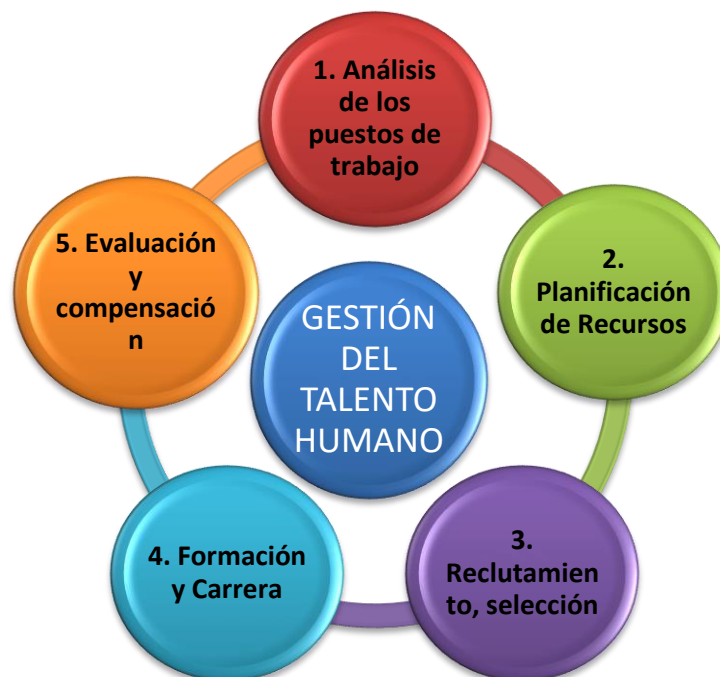 1. Análisis
de los
puestos de
trabajo
2.
Planificación
de Recursos
3.
Reclutamien
to, selección
4. Formación
y Carrera
5. Evaluación
y
compensació
n
GESTIÓN
DEL
TALENTO
HUMANO